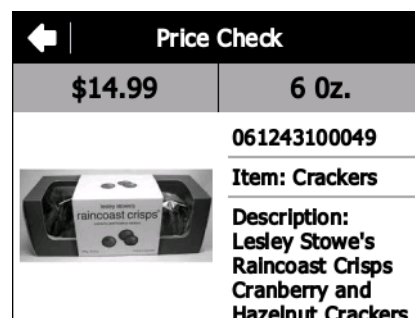 Price Check
$14.99
6 Oz.
061243100049
Item: Crackers
lesley stowe's
raincoast crisps
Description:
Lesley Stowe's
Raincoast Crisps
Cranberry and
Hazelnut Crackers